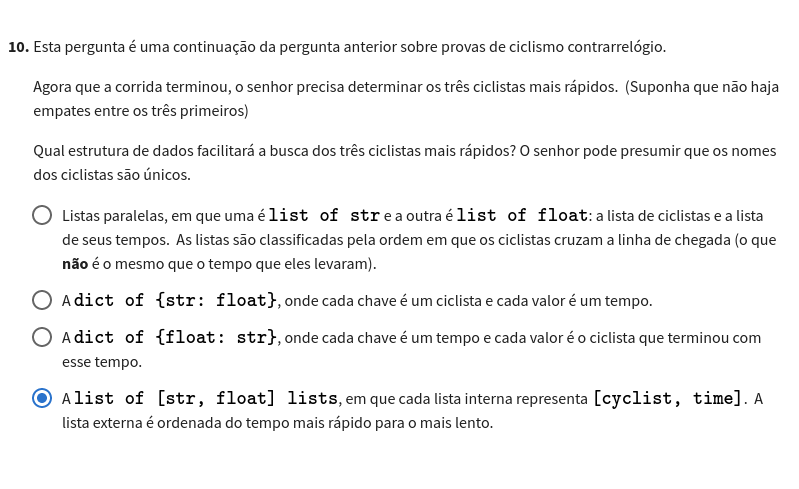 10. Esta pergunta é uma continuação da pergunta anterior sobre provas de ciclismo contrarrelógio.
Agora que a corrida terminou, o senhor precisa determinar os três ciclistas mais rápidos. (Suponha que não haja
empates entre os três primeiros)
Qual estrutura de dados facilitará a busca dos três ciclistas mais rápidos? O senhor pode presumir que os nomes
dos ciclistas são únicos.
Listas paralelas, em que uma é list of str e a outra é list of float: a lista de ciclistas e a lista
de seus tempos. As listas são classificadas pela ordem em que os ciclistas cruzam a linha de chegada (o que
não é o mesmo que o tempo que eles levaram).
A dict of {str: float}, onde cada chave é um ciclista e cada valor é um tempo.
A dict of {float: str}, onde cada chave é um tempo e cada valor é o ciclista que terminou com
esse tempo.
A list of [str, float] lists, em que cada lista interna representa [cyclist, time]. A
lista externa é ordenada do tempo mais rápido para o mais lento.